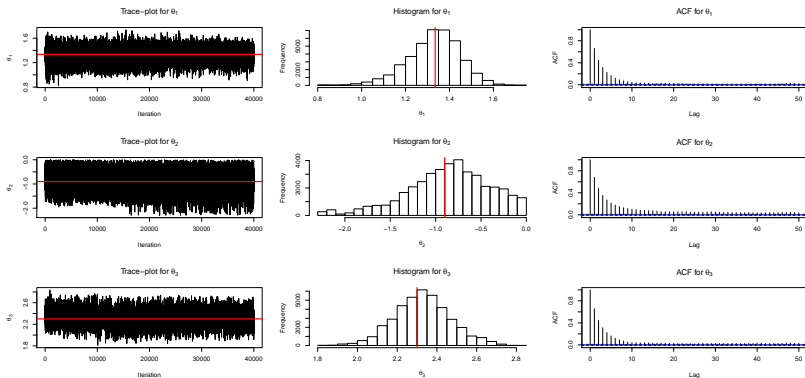 Trace−plot for θ1
Histogram for θ1
ACF for θ1
θ1
0.8 1.2 1.6
0 10000 20000 30000 40000
Iteration
Frequency
0 2000 6000
0.8 1.0 1.2 1.4 1.6
θ1
ACF
0.0 0.4 0.8
0 10 20 30 40 50
Lag
Trace−plot for θ2
Histogram for θ2
ACF for θ2
θ2
−2.0 −1.0 0.0
0 10000 20000 30000 40000
Iteration
Frequency
0 2000 4000
−2.0 −1.5 −1.0 −0.5 0.0
θ2
ACF
0.0 0.4 0.8
0 10 20 30 40 50
Lag
Trace−plot for θ3
Histogram for θ3
ACF for θ3
θ3
1.8 2.2 2.6
0 10000 20000 30000 40000
Iteration
Frequency
0 2000 6000
1.8 2.0 2.2 2.4 2.6 2.8
θ3
ACF
0.0 0.4 0.8
0 10 20 30 40 50
Lag